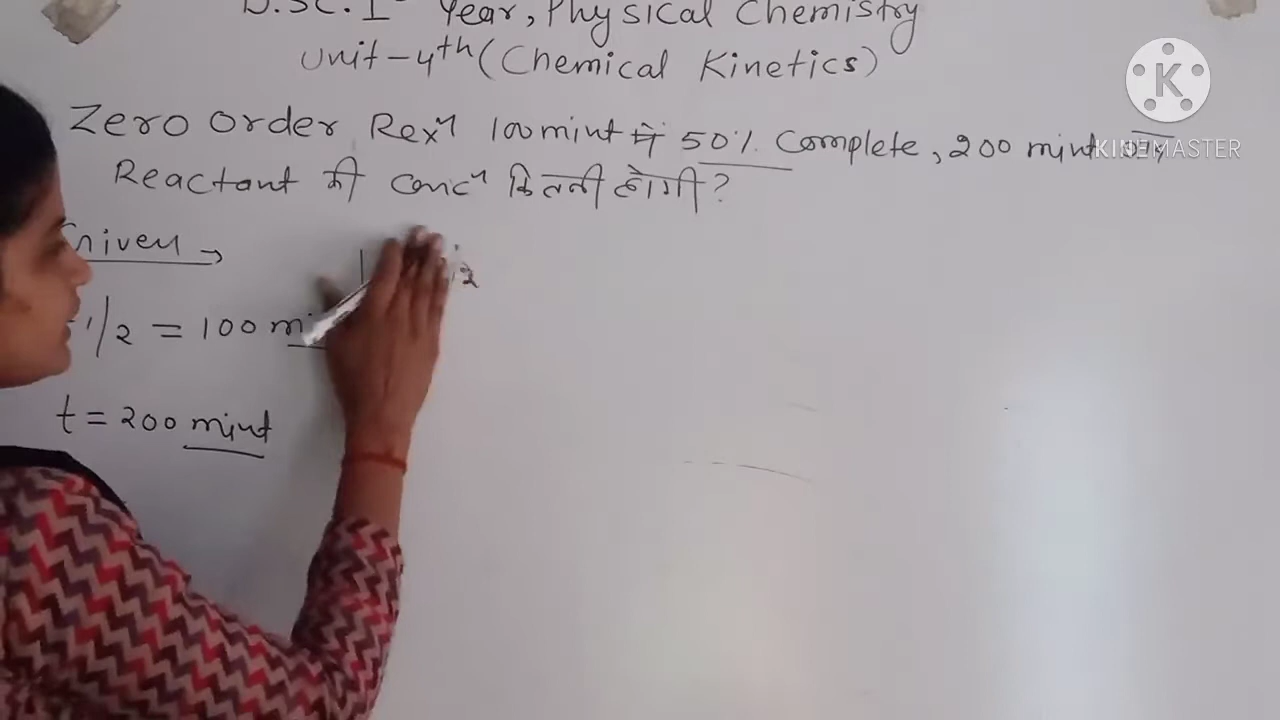 B.Sc. I Year, Physical Chemistry
Unit-4th (Chemical Kinetics)
Zero Order Rexⁿ 100 mint में 50% Complete, 200 mint
KINEMASTER
Reactant की Concⁿ कितनी होगी?
Given →
t1/2 = 100
t = 200 mint